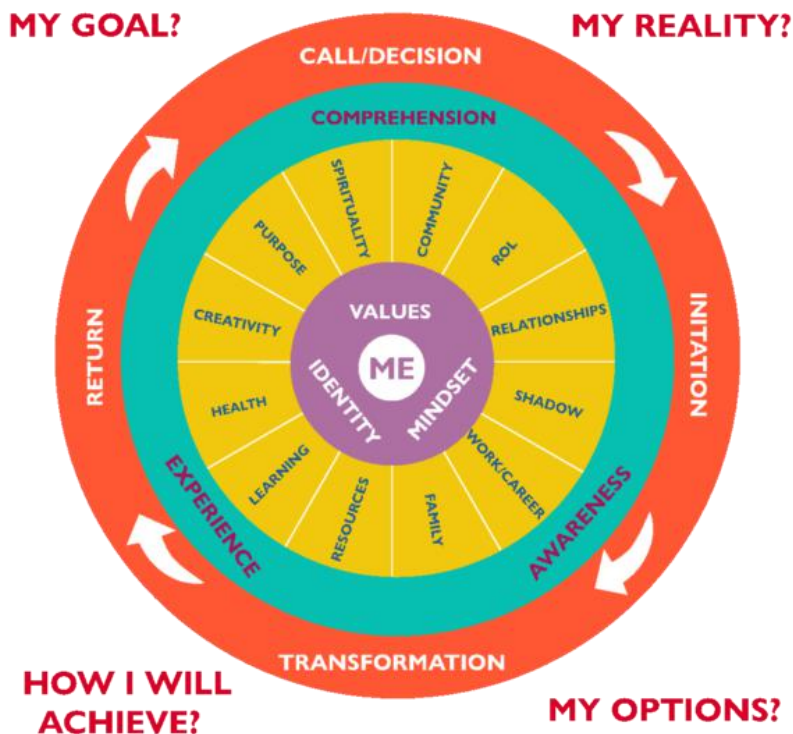 MY GOAL?
MY REALITY?
CALL/DECISION
COMPREHENSION
SPIRITUALITY
COMMUNITY
PURPOSE
ROL
CREATIVITY
RELATIONSHIPS
VALUES
ME
IDENTITY
MINDSET
RETURN
INITATION
HEALTH
SHADOW
LEARNING
WORK/CAREER
RESOURCES
FAMILY
EXPERIENCE
AWARENESS
TRANSFORMATION
HOW I WILL
ACHIEVE?
MY OPTIONS?